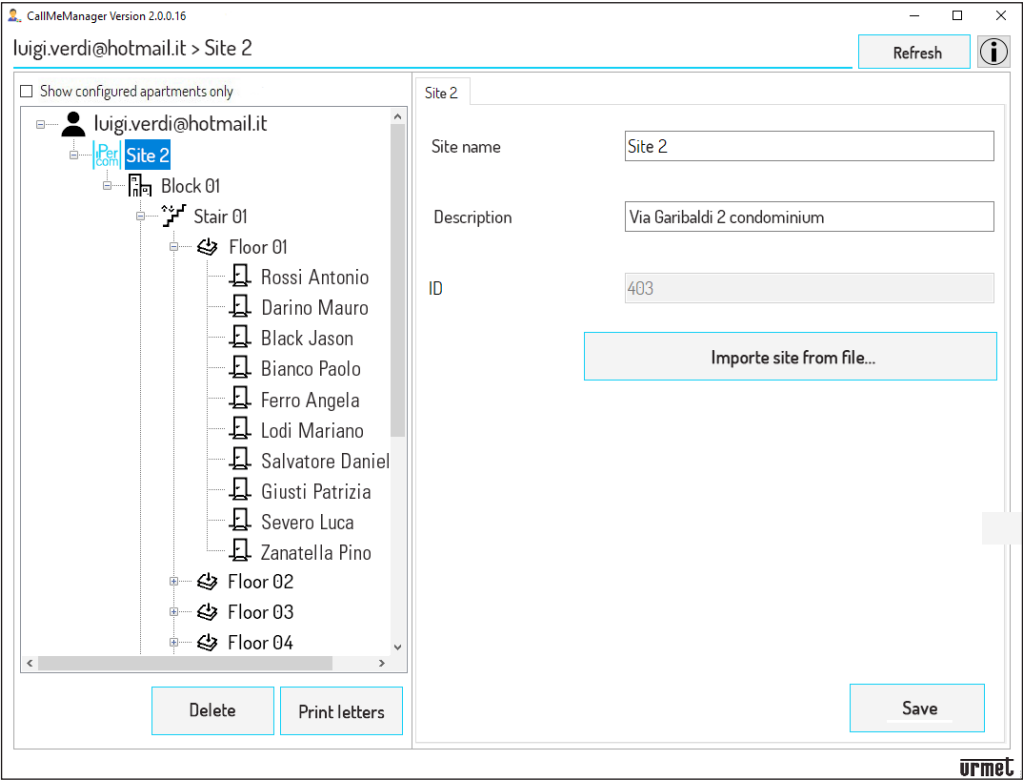 CallMeManager Version 2.0.0.16
luigi.verdi@hotmail.it > Site 2
Refresh
Show configured apartments only
luigi.verdi@hotmail.it
iPer
com
Site 2
Block 01
Stair 01
Floor 01
Rossi Antonio
Darino Mauro
Black Jason
Bianco Paolo
Ferro Angela
Lodi Mariano
Salvatore Daniel
Giusti Patrizia
Severo Luca
Zanatella Pino
Floor 02
Floor 03
Floor 04
Delete
Print letters
Site 2
Site name
Site 2
Description
Via Garibaldi 2 condominium
ID
403
Importe site from file...
Save
urmet